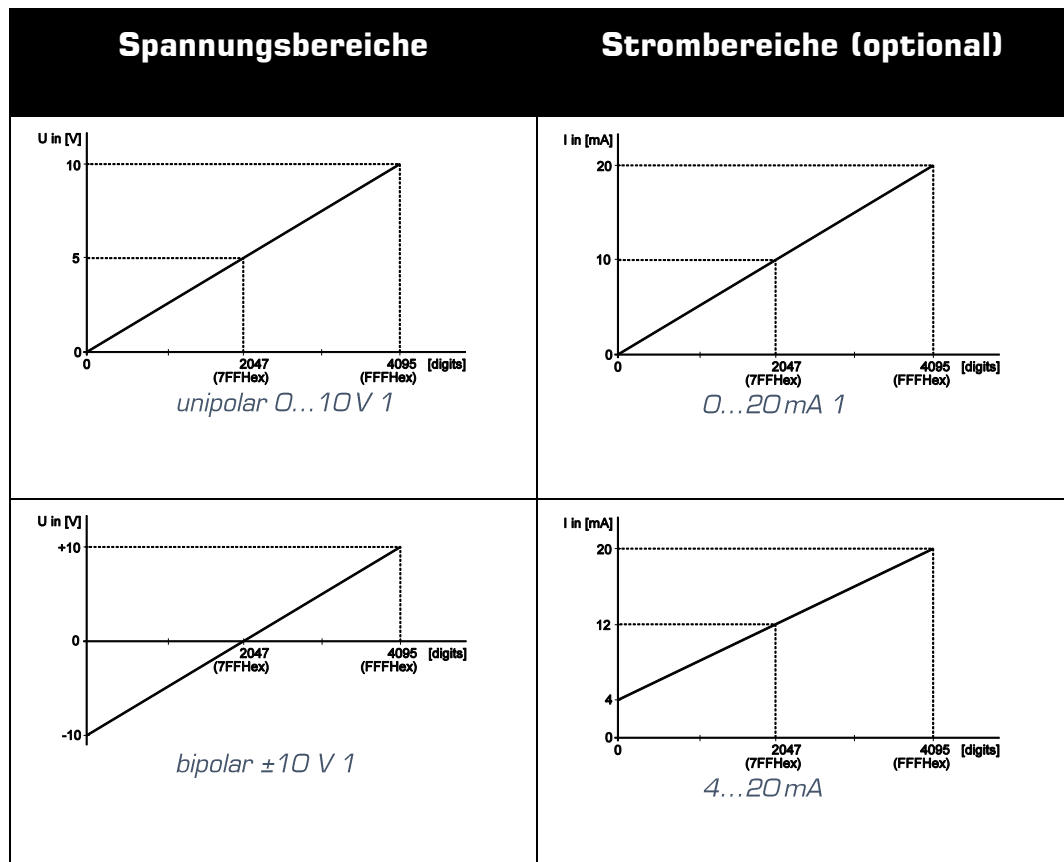 Spannungsbereiche
Strombereiche (optional)
U in [V]
10
5
0
0
2047
(7FFHex)
4095
(FFFHex)
[digits]
unipolar 0...10 V 1
I in [mA]
20
10
0
0
2047
(7FFHex)
4095
(FFFHex)
[digits]
0...20 mA 1
U in [V]
+10
0
-10
2047
(7FFHex)
4095
(FFFHex)
[digits]
bipolar ±10 V 1
I in [mA]
20
12
4
0
0
2047
(7FFHex)
4095
(FFFHex)
[digits]
4...20 mA